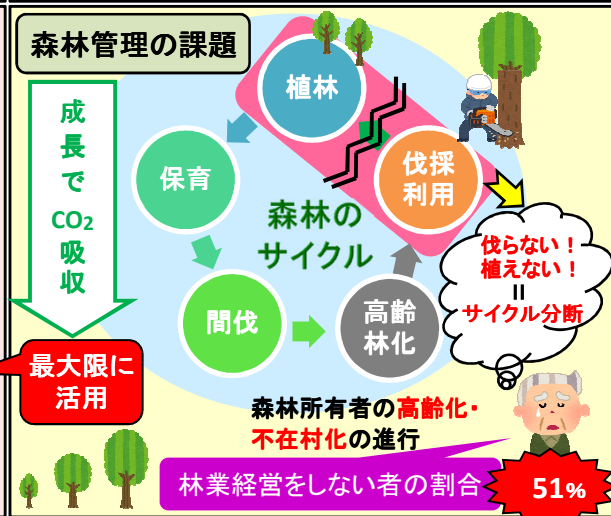 森林管理の課題
成長でCO₂吸収
最大限に
活用
植林
保育
間伐
高齢
林化
伐採
利用
森林の
サイクル
伐らない！
植えない！
॥
サイクル分断
森林所有者の高齢化・
不在村化の進行
林業経営をしない者の割合
51%